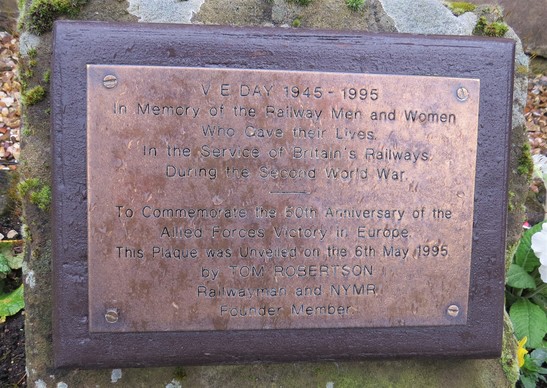 V E DAY 1945 - 1995
In Memory of the Railway Men and Women
Who Gave their Lives.
In the Service of Britain's Railways.
During the Second World War.
To Commemorate the 50th Anniversary of the
Allied Forces Victory in Europe.
This Plaque was Unveiled on the 6th May 1995
by TOM ROBERTSON
Railwayman and NYMR
Founder Member.